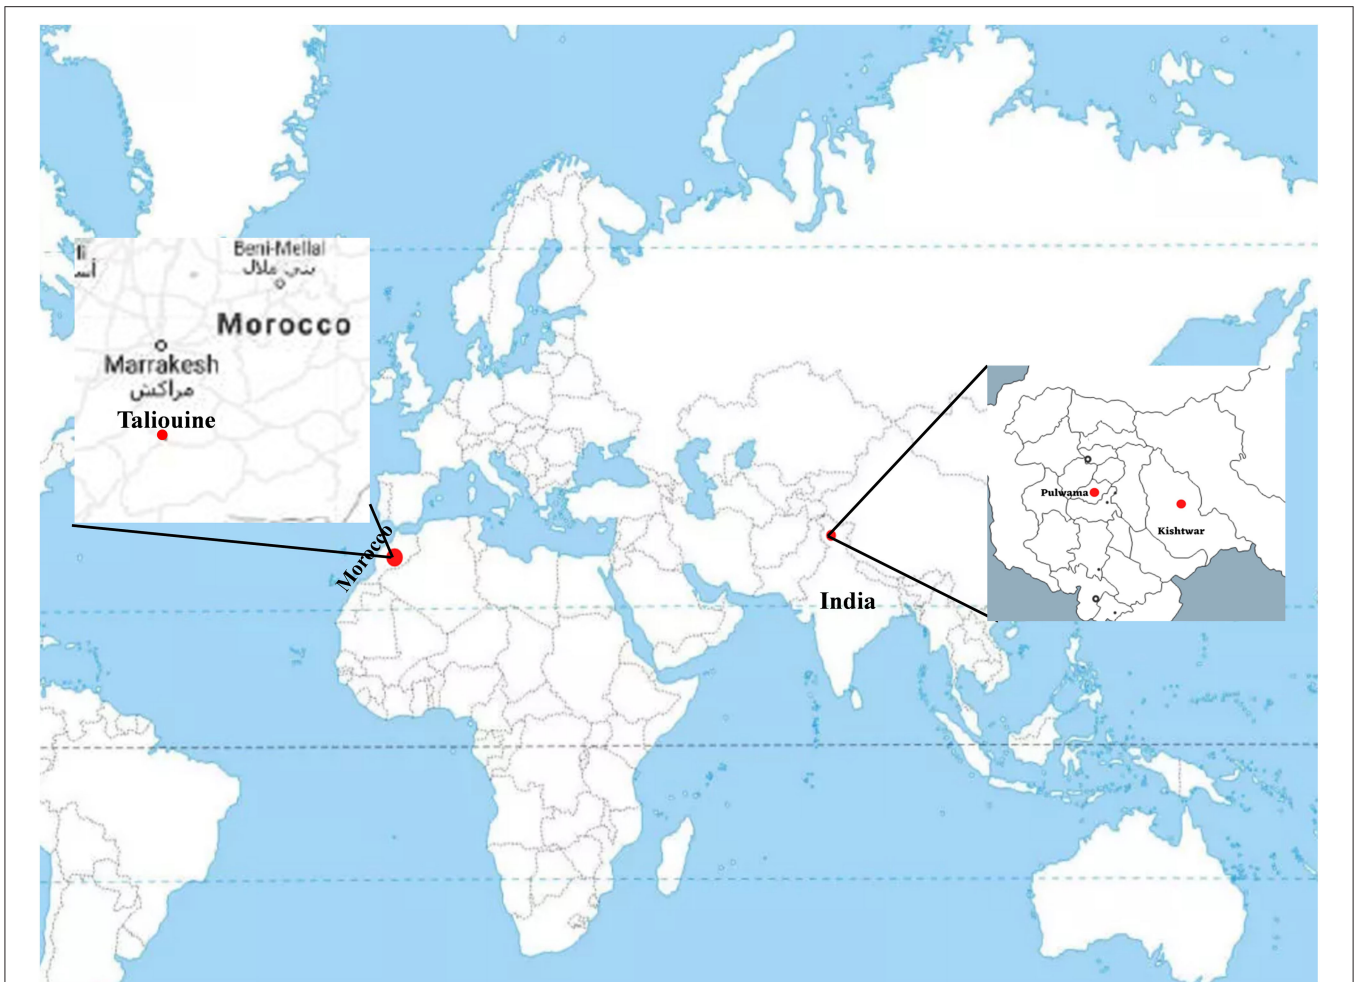 Beni-Mellal
بني ملال
Morocco
Marrakesh
مراكش
Taliouine
Morocco
India
Pulwama
Kishtwar